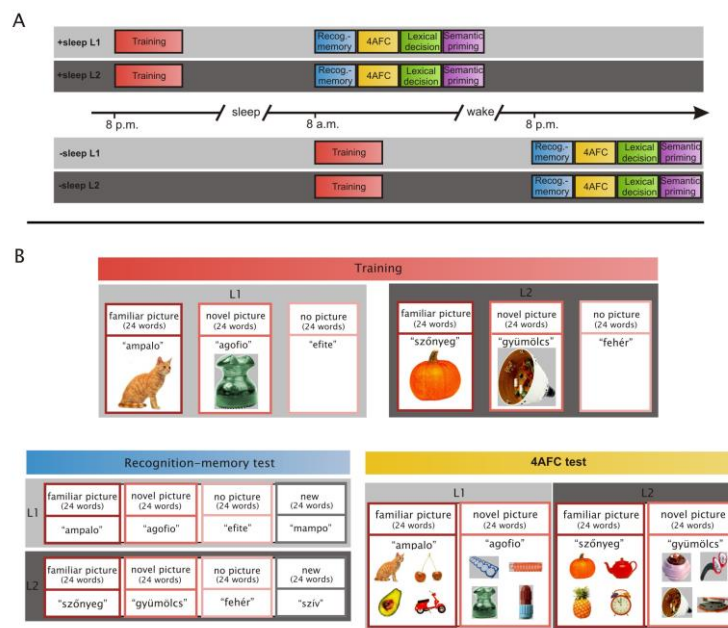 A
+sleep L1
Training
Recog.-
memory
4AFC
Lexical
decision
Semantic
priming
+sleep L2
Training
Recog.-
memory
4AFC
Lexical
decision
Semantic
priming
sleep
wake
8 p.m.
8 a.m.
8 p.m.
-sleep L1
Training
Recog.-
memory
4AFC
Lexical
decision
Semantic
priming
-sleep L2
Training
Recog.-
memory
4AFC
Lexical
decision
Semantic
priming
B
Training
L1
familiar picture
(24 words)
"ampalo"
novel picture
(24 words)
"agofio"
no picture
(24 words)
"efite"
L2
familiar picture
(24 words)
"szőnyeg"
novel picture
(24 words)
"gyümölcs"
no picture
(24 words)
"fehér"
Recognition-memory test
L1
familiar picture
(24 words)
"ampalo"
novel picture
(24 words)
"agofio"
no picture
(24 words)
"efite"
new
(24 words)
"mampo"
L2
familiar picture
(24 words)
"szőnyeg"
novel picture
(24 words)
"gyümölcs"
no picture
(24 words)
"fehér"
new
(24 words)
"szív"
4AFC test
L1
familiar picture
(24 words)
"ampalo"
novel picture
(24 words)
"agofio"
L2
familiar picture
(24 words)
"szőnyeg"
novel picture
(24 words)
"gyümölcs"